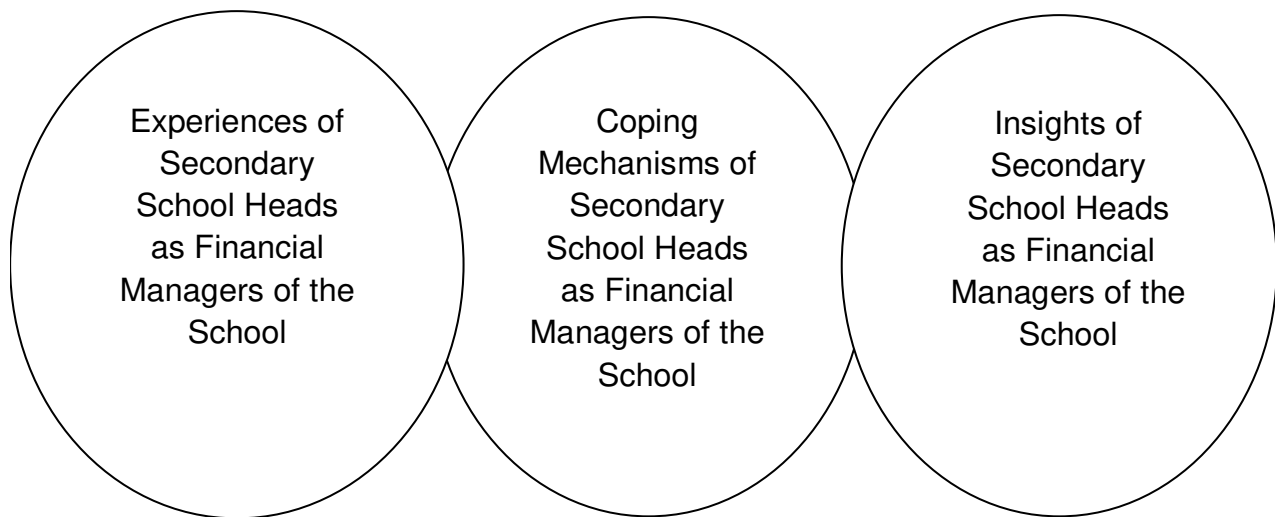 Experiences of
Secondary
School Heads
as Financial
Managers of the
School
Coping
Mechanisms of
Secondary
School Heads
as Financial
Managers of the
School
Insights of
Secondary
School Heads
as Financial
Managers of the
School